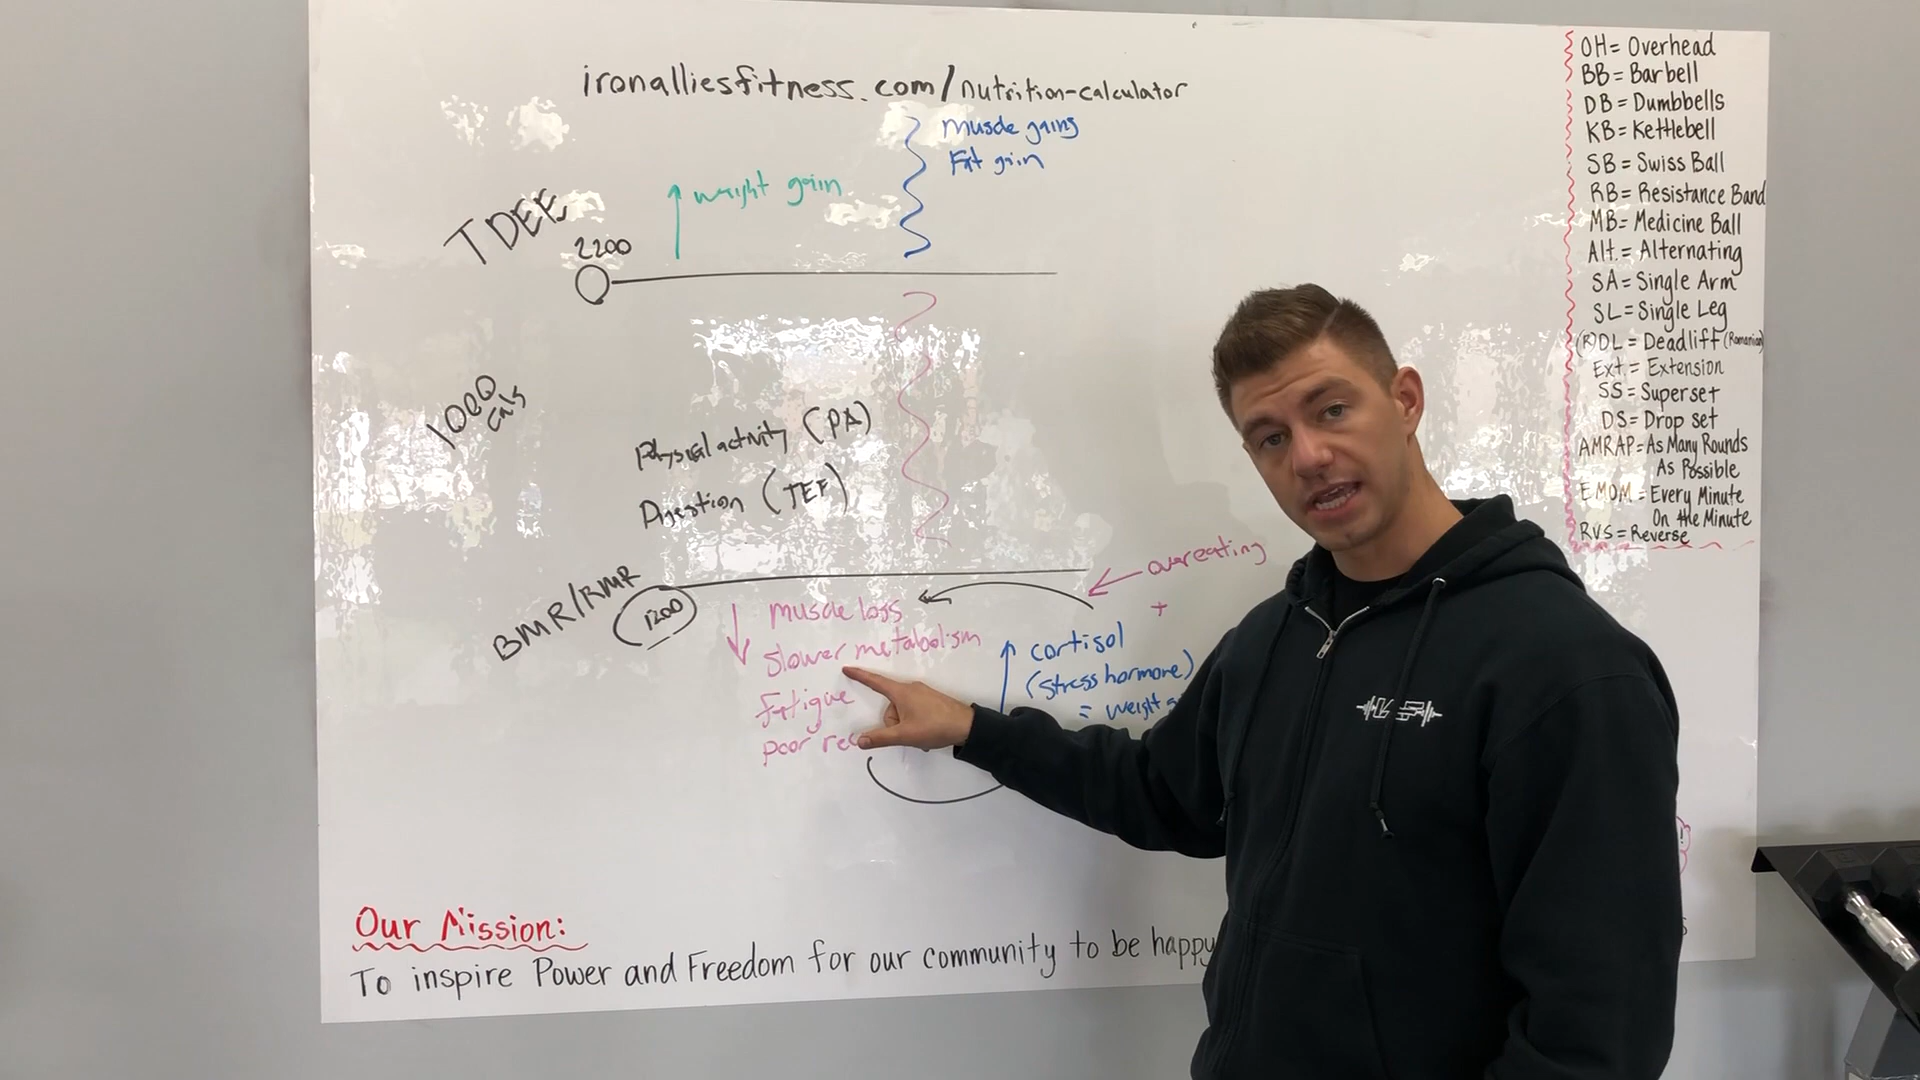 ironalliesfitness.com/nutrition-calculator
muscle gains
Fat gain
weight gain
TDEE
2200
1000
cals
Physical activity (PA)
Digestion (TEF)
BMR/RMR
1200
muscle loss
slower metabolism
fatigue
poor
overeating
+
cortisol
(stress hormone)
= weight
Our Mission:
To inspire Power and Freedom for our community to be happy
OH = Overhead
BB = Barbell
DB = Dumbbells
KB = Kettlebell
SB = Swiss Ball
RB = Resistance Band
MB = Medicine Ball
Alt. = Alternating
SA = Single Arm
SL = Single Leg
(R)DL = Deadlift (Romanian)
Ext. = Extension
SS = Superset
DS = Drop set
AMRAP = As Many Rounds
As Possible
EMOM = Every Minute
On the Minute
RVS = Reverse